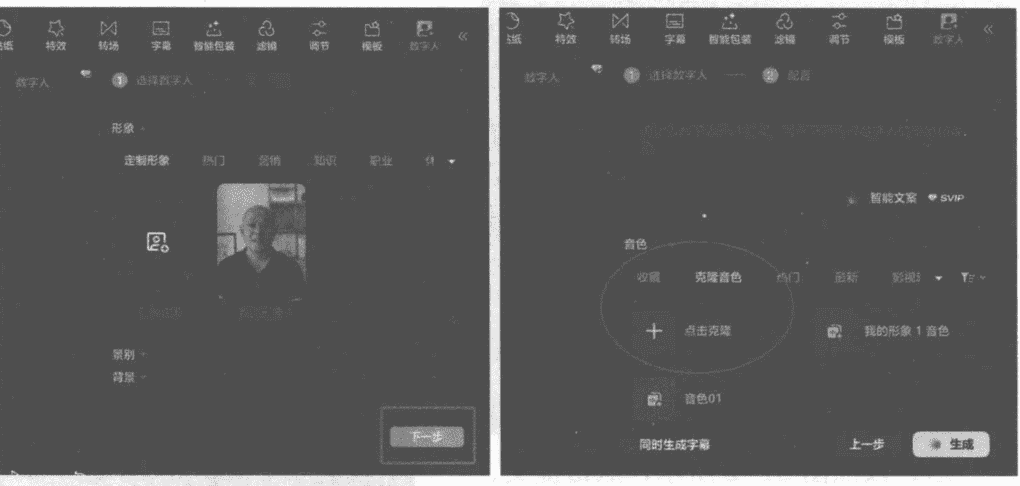 特效 转场 字幕 智能包装 滤镜 调节 模板 数字人
数字人 1 选择数字人
形象
定制形象 热门 营销 知识 职业
景别
背景
下一步
特效 转场 字幕 智能包装 滤镜 调节 模板 数字人
数字人 1 选择数字人 2 配音
智能文案 SVIP
音色
收藏 克隆音色 热门 最新 影视
点击克隆 我的形象 1 音色
音色01
同时生成字幕 上一步 生成